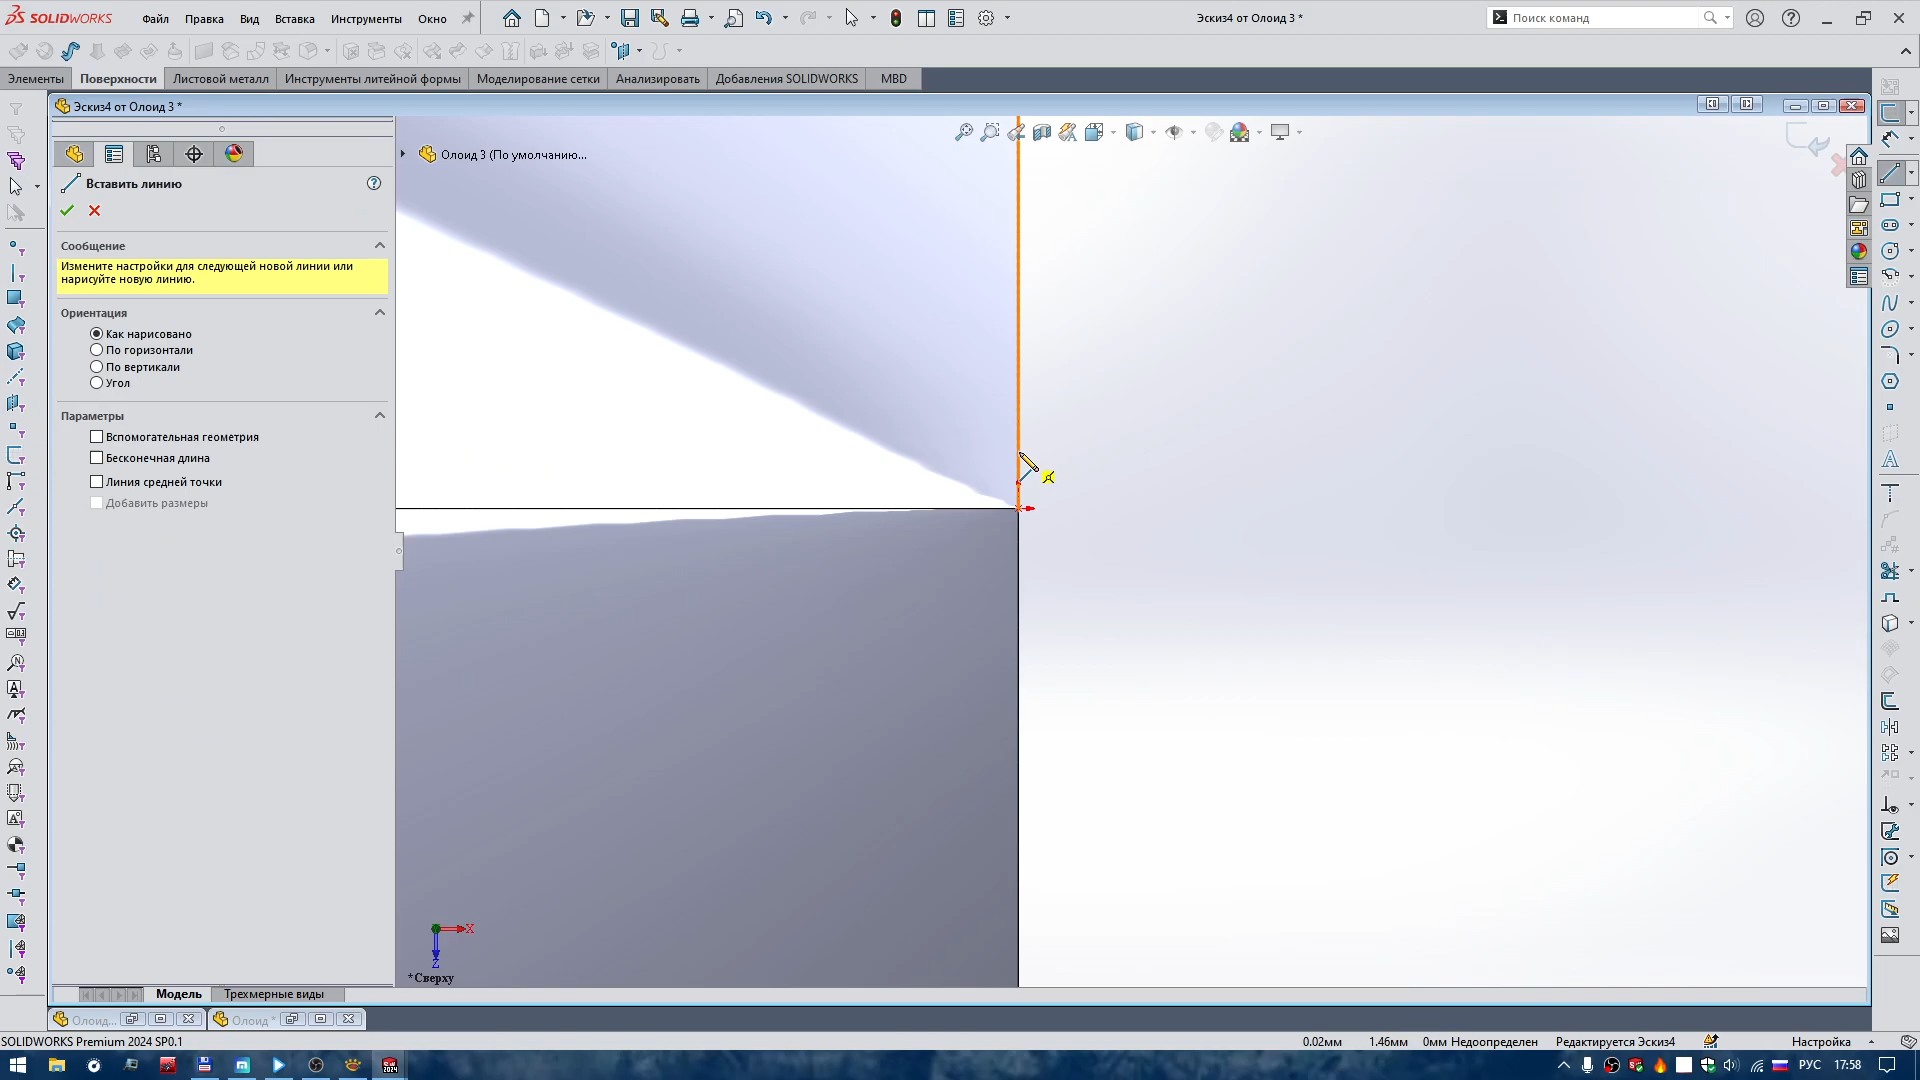 SOLIDWORKS
Файл
Правка
Вид
Вставка
Инструменты
Окно
Эскиз4 от Олоид 3 *
Поиск команд
Элементы
Поверхности
Листовой металл
Инструменты литейной формы
Моделирование сетки
Анализировать
Добавления SOLIDWORKS
MBD
Эскиз4 от Олоид 3 *
Олоид 3 (По умолчанию...
Вставить линию
Сообщение
Измените настройки для следующей новой линии или
нарисуйте новую линию.
Ориентация
Как нарисовано
По горизонтали
По вертикали
Угол
Параметры
Вспомогательная геометрия
Бесконечная длина
Линия средней точки
Добавить размеры
X
Z
*Сверху
Модель
Трехмерные виды
Олоид...
Олоид *
SOLIDWORKS Premium 2024 SP0.1
0.02мм
1.46мм
0мм
Недоопределен
Редактируется Эскиз4
Настройка
РУС
17:58